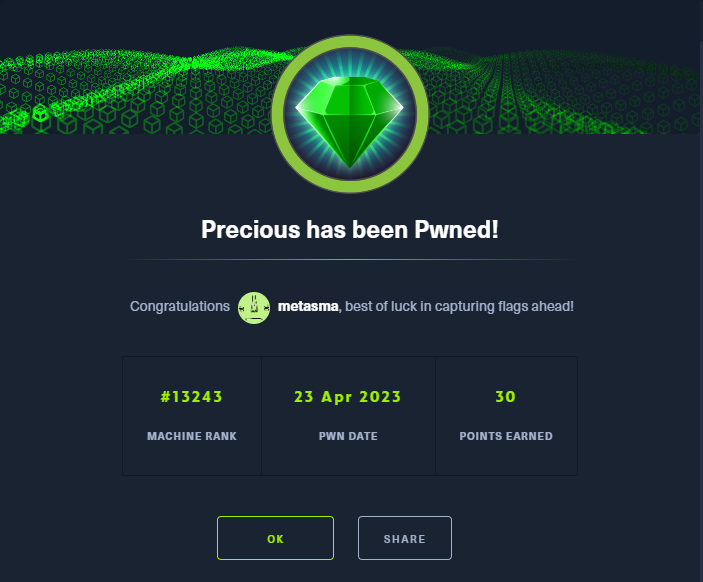 Precious has been Pwned!
Congratulations metasma, best of luck in capturing flags ahead!
#13243 23 Apr 2023 30
MACHINE RANK PWN DATE POINTS EARNED
OK SHARE